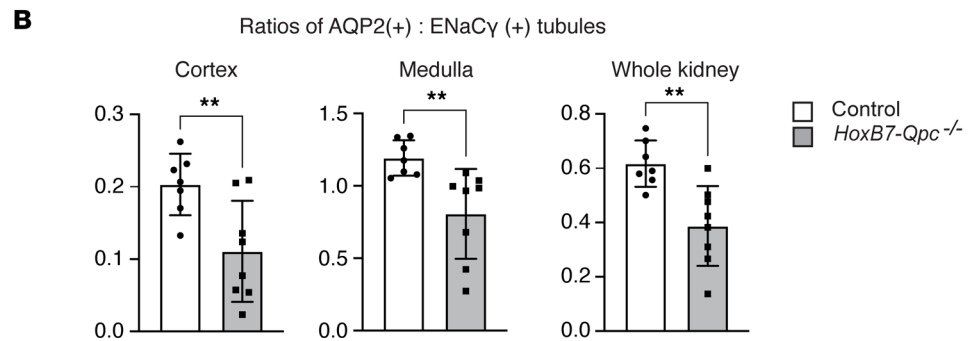 B
Ratios of AQP2(+) : ENaCγ (+) tubules
Cortex
Medulla
Whole kidney
**
**
**
Control
HoxB7-Qpc -/-
0.3
0.2
0.1
0.0
1.5
1.0
0.5
0.0
0.8
0.6
0.4
0.2
0.0